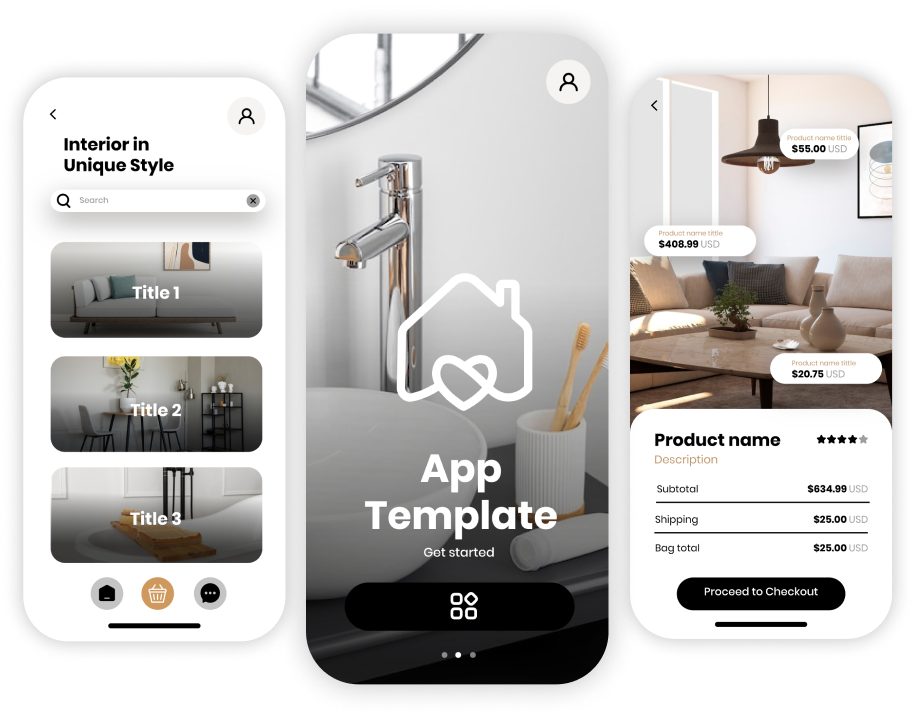 Interior in
Unique Style
Search
Title 1
Title 2
Title 3
App
Template
Get started
Product name tittle
$55.00 USD
Product name tittle
$408.99 USD
Product name tittle
$20.75 USD
Product name
Description
Subtotal $634.99 USD
Shipping $25.00 USD
Bag total $25.00 USD
Proceed to Checkout